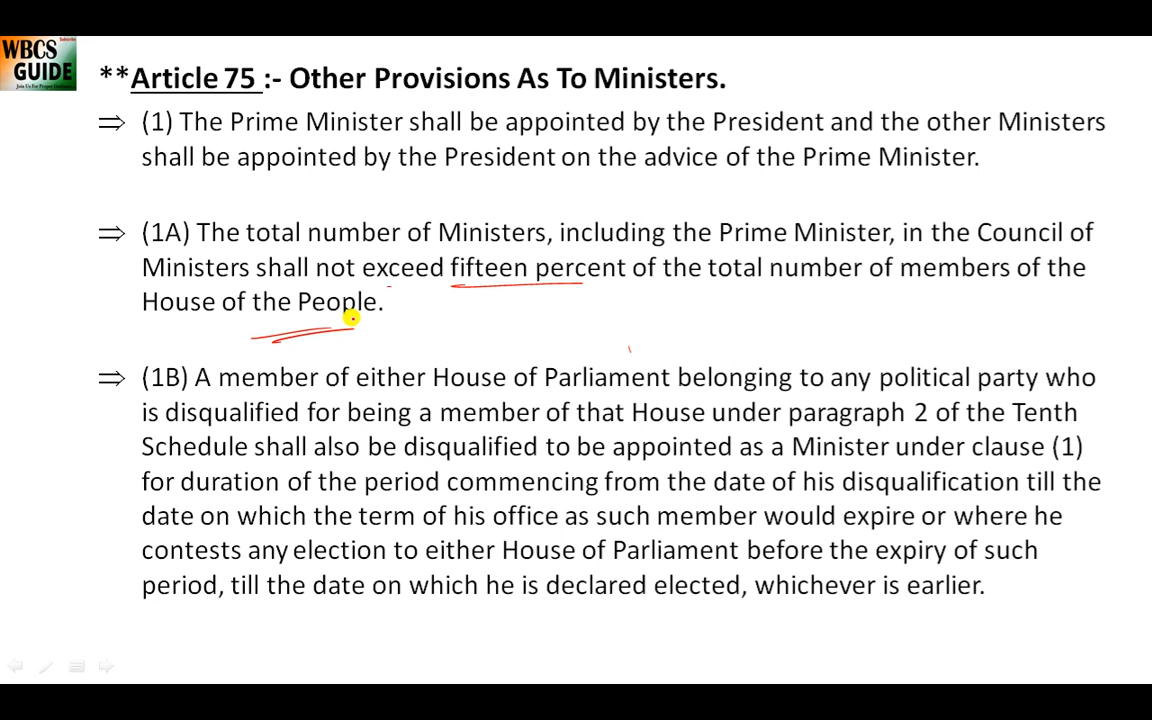 WBCS
GUIDE
**Article 75 :- Other Provisions As To Ministers.
⇒ (1) The Prime Minister shall be appointed by the President and the other Ministers
shall be appointed by the President on the advice of the Prime Minister.
⇒ (1A) The total number of Ministers, including the Prime Minister, in the Council of
Ministers shall not exceed fifteen percent of the total number of members of the
House of the People.
⇒ (1B) A member of either House of Parliament belonging to any political party who
is disqualified for being a member of that House under paragraph 2 of the Tenth
Schedule shall also be disqualified to be appointed as a Minister under clause (1)
for duration of the period commencing from the date of his disqualification till the
date on which the term of his office as such member would expire or where he
contests any election to either House of Parliament before the expiry of such
period, till the date on which he is declared elected, whichever is earlier.